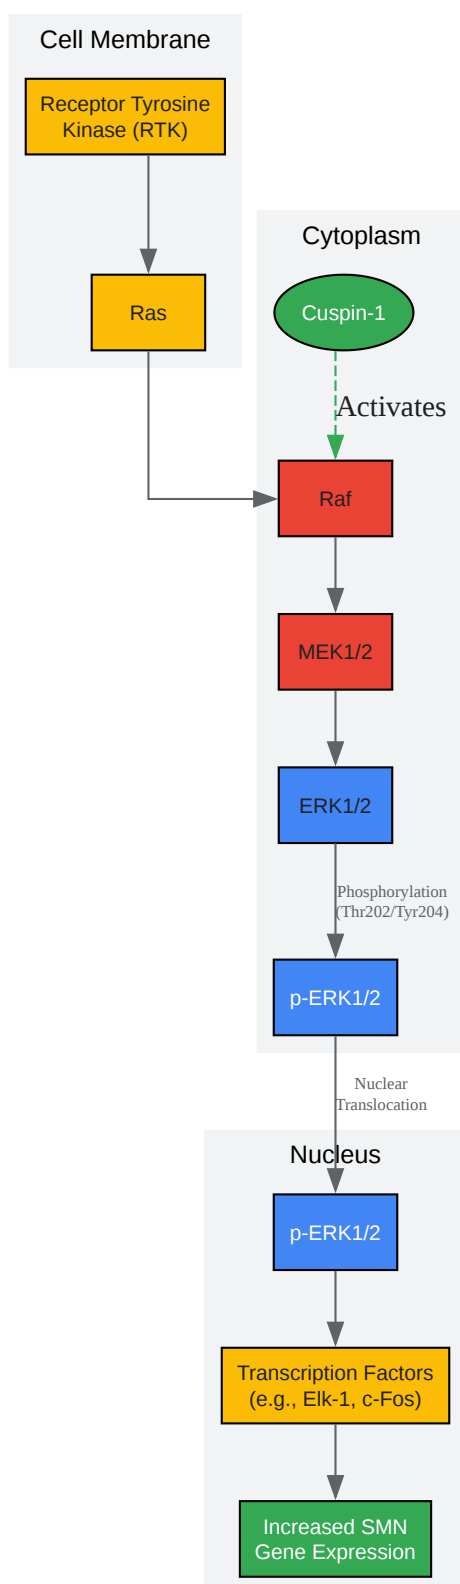 Cell Membrane
Receptor Tyrosine
Kinase (RTK)
Ras
Cytoplasm
Cuspin-1
Activates
Raf
MEK1/2
ERK1/2
Phosphorylation
(Thr202/Tyr204)
p-ERK1/2
Nuclear
Translocation
Nucleus
p-ERK1/2
Transcription Factors
(e.g., Elk-1, c-Fos)
Increased SMN
Gene Expression